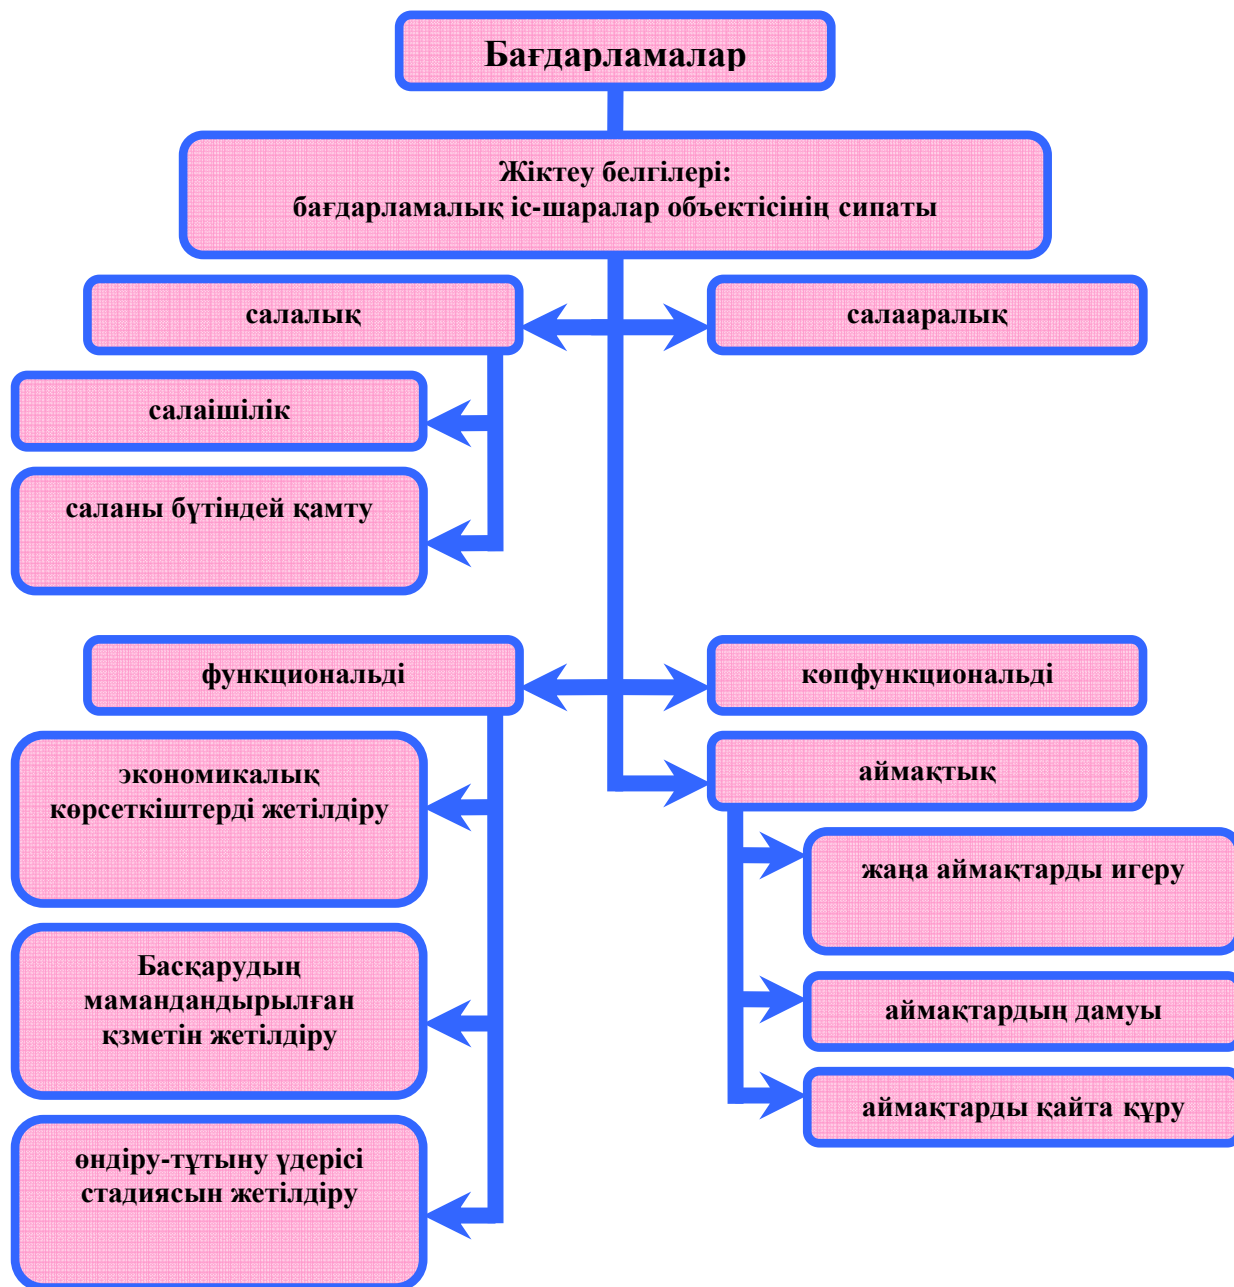 Бағдарламалар
Жіктеу белгілері:
бағдарламалық іс-шаралар объектісінің сипаты
салалық
салааралық
салаішілік
саланы бүтіндей қамту
функциональді
көпфункциональді
экономикалық
көрсеткіштерді жетілдіру
аймақтық
жаңа аймақтарды игеру
Басқарудың
мамандандырылған
қзметін жетілдіру
аймақтардың дамуы
аймақтарды қайта құру
өндіру-тұтыну үдерісі
стадиясын жетілдіру